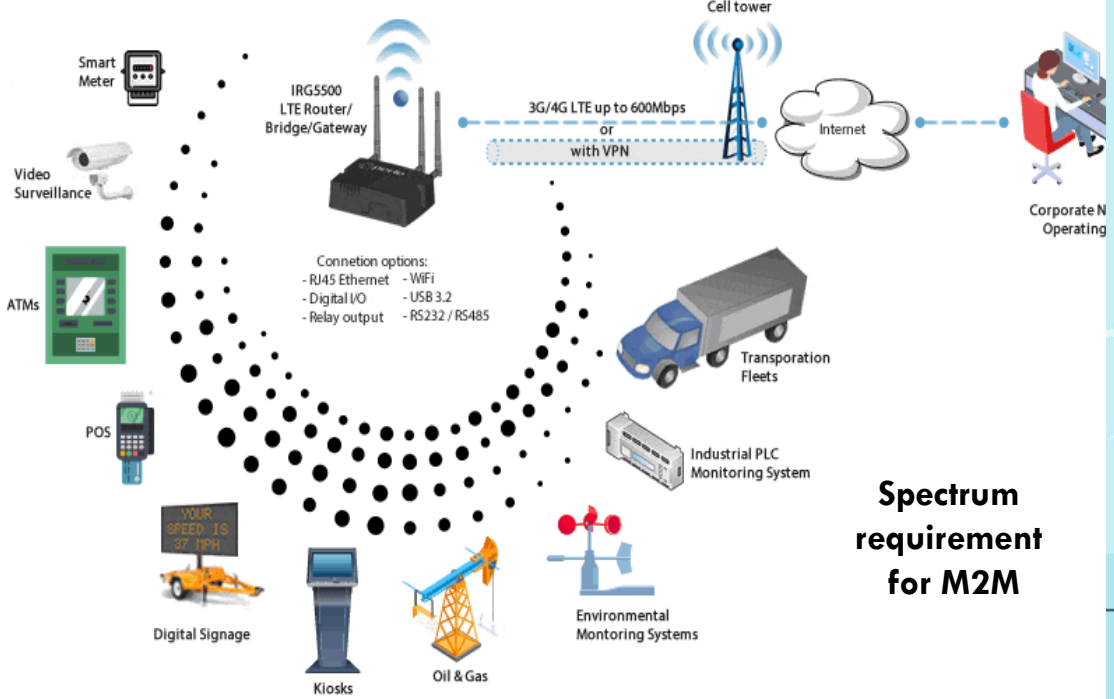 Cell tower
Smart
Meter
IRG5500
LTE Router/
Bridge/Gateway
3G/4G LTE up to 600Mbps
or
with VPN
Internet
Video
Surveillance
perle
Corporate N
Operating
Connetion options:
- RJ45 Ethernet - WiFi
- Digital I/O - USB 3.2
- Relay output - RS232 / RS485
ATMs
Transporation
Fleets
POS
Industrial PLC
Monitoring System
Spectrum
requirement
for M2M
YOUR
SPEED IS
37 MPH
Digital Signage
Kiosks
Oil & Gas
Environmental
Montoring Systems